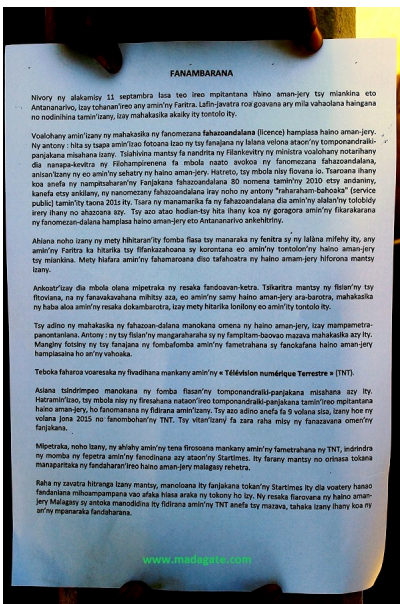 FANAMBARANA
Nivory ny alakamisy 11 septambra lasa teo ireo mpitantana haino aman-jery tsy miankina eto
Antananarivo, izay tohanan'ireo any amin'ny Faritra. Lafin-javatra roa goavana ary mila vahaolana haingana
no nodinihina tamin'izany, izay mahakasika akaiky ity tontolo ity.
Voalohany amin'izany ny mahakasika ny fanomezana fahazoandalana (licence) hampiasa haino aman-jery.
Ny antony : hita sy tsapa amin'izao fotoana izao ny tsy fanajana ny lalàna velona ataon'ny tomponandraiki-
panjakana misahana izany. Tsiahivina mantsy fa nandrita ny Filankevitry ny ministra volohany notarihany
dia nanapa-kevitra ny Filohampirenena fa mbola naato avokoa ny fanomezana fahazoandalana,
anisan'izany ny eo amin'ny sehatry ny haino aman-jery. Hatreto, tsy mbola nisy fiovana io. Tsaroana ihany
koa anefa ny nampitsaharan'ny Fanjakana fahazoandalana 80 nomena tamin'ny 2010 etsy andaniny,
kanefa etsy ankilany, ny nanomezany fahazoandalana iray noho ny antony "raharaham-bahoaka" (service
public) tamin'ity taona 2015 ity. Tsara ny manamarika fa ny fahazoandalana dia amin'ny alalan'ny tolobidy
irery ihany no ahazoana azy. Tsy azo atao hodian-tsy hita ihany koa ny goragora amin'ny fikarakarana
ny fanomezan-dalana hampiasa haino aman-jery eto Antananarivo ankehitriny.
Ahiana noho izany ny mety hihitaran'ity fomba fiasa tsy manaraka ny fenitra sy ny lalàna mifehy ity, any
amin'ny Faritra ka hitarika tsy fifankazahoana sy korontana eo amin'ny tontolon'ny haino aman-jery
tsy miankina. Mety hiafara amin'ny fahamaroana diso tafahoatra ny haino aman-jery hiforona mantsy
izany.
Ankoatr'izay dia mbola olana mipetraka ny resaka fandoavan-ketra. Tsikaritra mantsy ny fisian'ny tsy
fitoviana, na ny fanavakavahana mihitsy aza, eo amin'ny samy haino aman-jery ara-barotra, mahakasika
ny haba aloa amin'ny resaka dokambarotra, izay mety hitarika lonilony eo amin'ity tontolo ity.
Tsy adino ny mahakasika ny fahazoan-dalana manokana omena ny haino aman-jery, izay mampametra-
panontaniana. Antony : ny tsy fisian'ny mangaraharaha sy ny fampitam-baovao mazava mahakasika azy ity.
Manginy fotsiny ny tsy fanajana ny fombafomba amin'ny fametrahana sy fanokafana haino aman-jery
hampiasaina ho an'ny vahoaka.
Teboka faharoa voaresaka ny fivadihana mankany amin'ny « Télévision numérique Terrestre » (TNT).
Asiana tsindrimpeo manokana ny fomba fiasan'ny tomponandraiki-panjakana misahana azy ity.
Hatramin'izao, tsy mbola nisy ny firesahana nataon'ireo tomponandraiki-panjakana tamin'ireo mpitantana
haino aman-jery, ho fomanana ny fidirana amin'izany. Tsy azo adino anefa fa 9 volana sisa, izany hoe ny
volana jona 2015 no fanombohan'ny TNT. Tsy vitan'izany fa zara raha misy ny fanazavana omen'ny
fanjakana.
Mipetraka, noho izany, ny ahiahy amin'ny tena firosoana mankany amin'ny fametrahana ny TNT, indrindra
ny momba ny fepetra amin'ny fanodinana azy ataon'ny Startimes. Ity farany mantsy no orinasa tokana
manaparitaka ny fandaharan'ireo haino aman-jery malagasy rehetra.
Raha ny zavatra hitranga izany mantsy, manoloana ity fanjakana tokan'ny Startimes ity dia voatery hanao
fandaniana mihoampampana vao afaka hiasa araka ny tokony ho izy. Ny resaka fiarovana ny haino aman-
jery Malagasy sy antoka manodidina ity fidirana amin'ny TNT anefa tsy mazava, tahaka izany ihany koa ny
an'ny mpanaraka fandaharana.
www.madagate.com